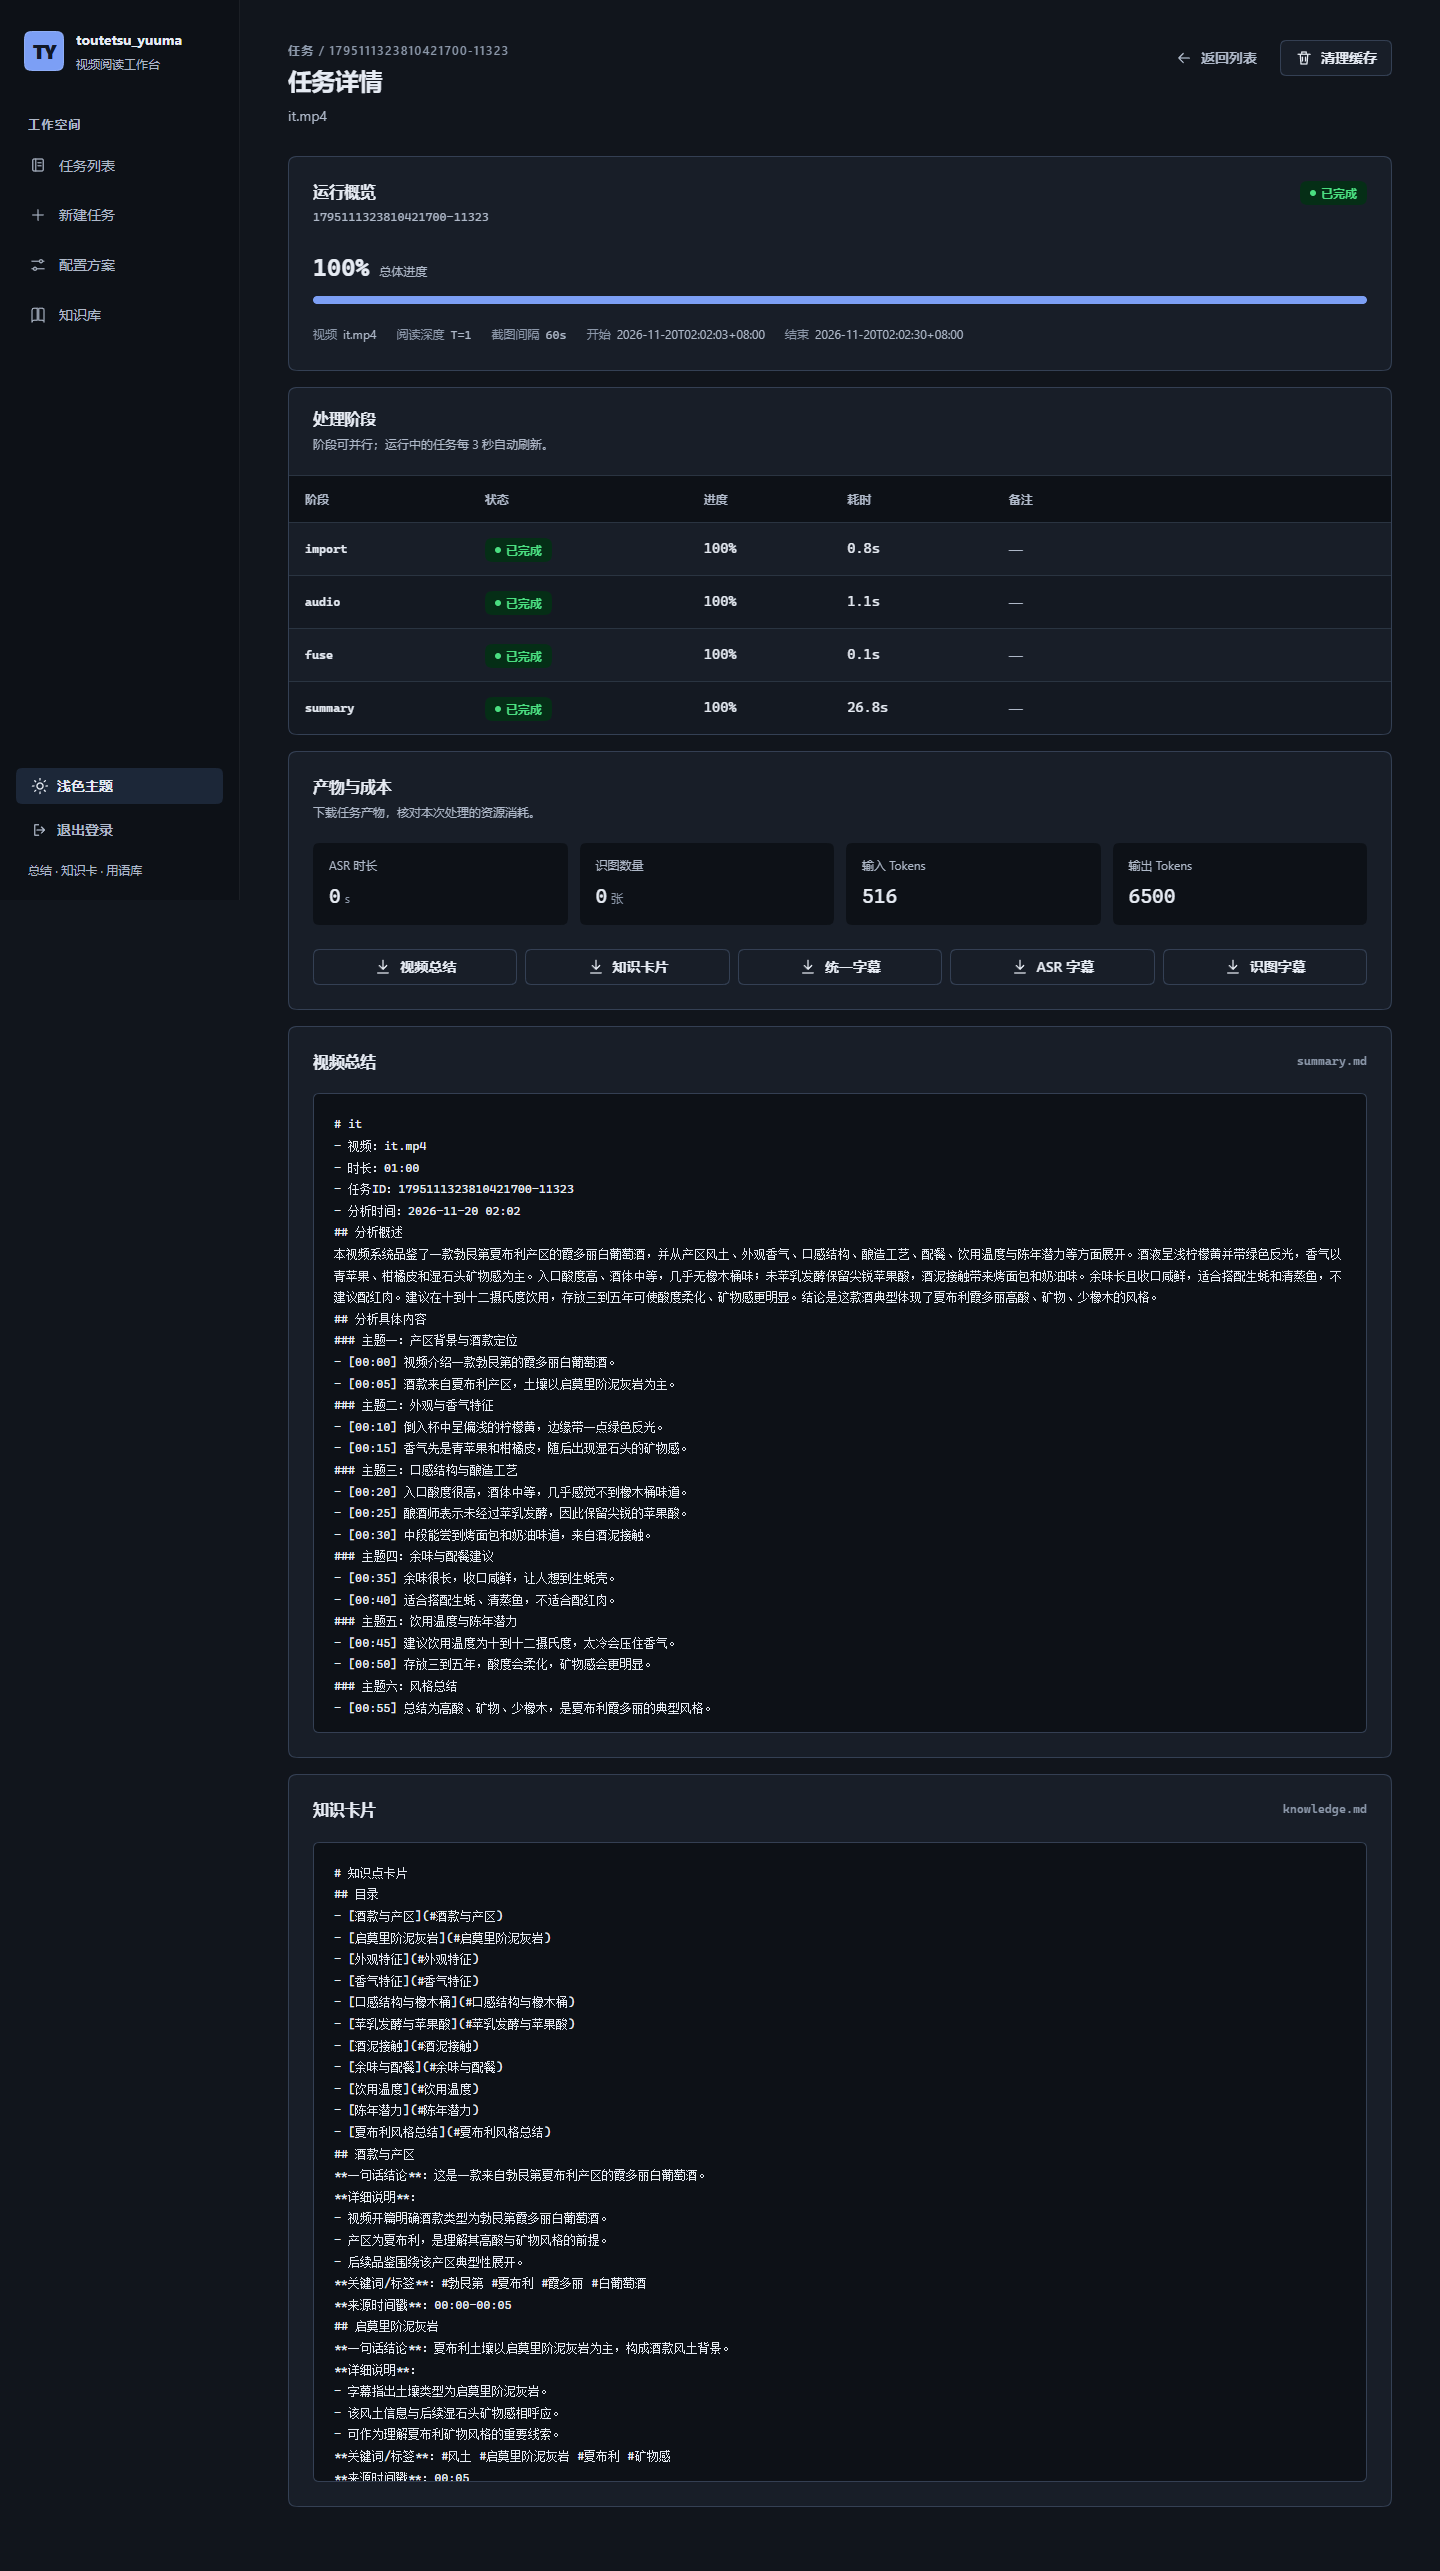 TY
toutetsu_yuuma
视频阅读工作台
工作空间
任务列表
新建任务
配置方案
知识库
浅色主题
退出登录
总结 · 知识卡 · 用语库
任务 / 1795111323810421700-11323
任务详情
it.mp4
返回列表
清理缓存
运行概览
1795111323810421700-11323
已完成
100% 总体进度
视频 it.mp4 阅读深度 T=1 截图间隔 60s 开始 2026-11-20T02:02:03+08:00 结束 2026-11-20T02:02:30+08:00
处理阶段
阶段可并行；运行中的任务每 3 秒自动刷新。
阶段 状态 进度 耗时 备注
import 已完成 100% 0.8s —
audio 已完成 100% 1.1s —
fuse 已完成 100% 0.1s —
summary 已完成 100% 26.8s —
产物与成本
下载任务产物，核对本次处理的资源消耗。
ASR 时长
0 s
识图数量
0 张
输入 Tokens
516
输出 Tokens
6500
视频总结
知识卡片
统一字幕
ASR 字幕
识图字幕
视频总结
summary.md
# it
- 视频: it.mp4
- 时长: 01:00
- 任务ID: 1795111323810421700-11323
- 分析时间: 2026-11-20 02:02
## 分析概述
本视频系统品鉴了一款勃艮第夏布利产区的霞多丽白葡萄酒，并从产区风土、外观香气、口感结构、酿造工艺、配餐、饮用温度与陈年潜力等方面展开。酒液呈浅柠檬黄并带绿色反光，香气以
青苹果、柑橘皮和湿石头矿物感为主。入口酸度高、酒体中等，几乎无橡木桶味；未苹乳发酵保留尖锐苹果酸，酒泥接触带来烤面包和奶油味。余味长且收口咸鲜，适合搭配生蚝和清蒸鱼，不
建议配红肉。建议在十到十二摄氏度饮用，存放三到五年可使酸度柔化、矿物感更明显。结论是这款酒典型体现了夏布利霞多丽高酸、矿物、少橡木的风格。
## 分析具体内容
### 主题一: 产区背景与酒款定位
- [00:00] 视频介绍一款勃艮第的霞多丽白葡萄酒。
- [00:05] 酒款来自夏布利产区，土壤以启莫里阶泥灰岩为主。
### 主题二: 外观与香气特征
- [00:10] 倒入杯中呈偏浅的柠檬黄，边缘带一点绿色反光。
- [00:15] 香气先是青苹果和柑橘皮，随后出现湿石头的矿物感。
### 主题三: 口感结构与酿造工艺
- [00:20] 入口酸度很高，酒体中等，几乎感觉不到橡木桶味道。
- [00:25] 酿酒师表示未经过苹乳发酵，因此保留尖锐的苹果酸。
- [00:30] 中段能尝到烤面包和奶油味道，来自酒泥接触。
### 主题四: 余味与配餐建议
- [00:35] 余味很长，收口咸鲜，让人想到生蚝壳。
- [00:40] 适合搭配生蚝、清蒸鱼，不适合配红肉。
### 主题五: 饮用温度与陈年潜力
- [00:45] 建议饮用温度为十到十二摄氏度，太冷会压住香气。
- [00:50] 存放三到五年，酸度会柔化，矿物感会更明显。
### 主题六: 风格总结
- [00:55] 总结为高酸、矿物、少橡木，是夏布利霞多丽的典型风格。
知识卡片
knowledge.md
# 知识点卡片
## 目录
- [酒款与产区](#酒款与产区)
- [启莫里阶泥灰岩](#启莫里阶泥灰岩)
- [外观特征](#外观特征)
- [香气特征](#香气特征)
- [口感结构与橡木桶](#口感结构与橡木桶)
- [苹乳发酵与苹果酸](#苹乳发酵与苹果酸)
- [酒泥接触](#酒泥接触)
- [余味与配餐](#余味与配餐)
- [饮用温度](#饮用温度)
- [陈年潜力](#陈年潜力)
- [夏布利风格总结](#夏布利风格总结)
## 酒款与产区
**一句话结论**: 这是一款来自勃艮第夏布利产区的霞多丽白葡萄酒。
**详细说明**:
- 视频开篇明确酒款类型为勃艮第霞多丽白葡萄酒。
- 产区为夏布利，是理解其高酸与矿物风格的前提。
- 后续品鉴围绕该产区典型性展开。
**关键词/标签**: #勃艮第 #夏布利 #霞多丽 #白葡萄酒
**来源时间戳**: 00:00-00:05
## 启莫里阶泥灰岩
**一句话结论**: 夏布利土壤以启莫里阶泥灰岩为主，构成酒款风土背景。
**详细说明**:
- 字幕指出土壤类型为启莫里阶泥灰岩。
- 该风土信息与后续湿石头矿物感相呼应。
- 可作为理解夏布利矿物风格的重要线索。
**关键词/标签**: #风土 #启莫里阶泥灰岩 #夏布利 #矿物感
**来源时间戳**: 00:05